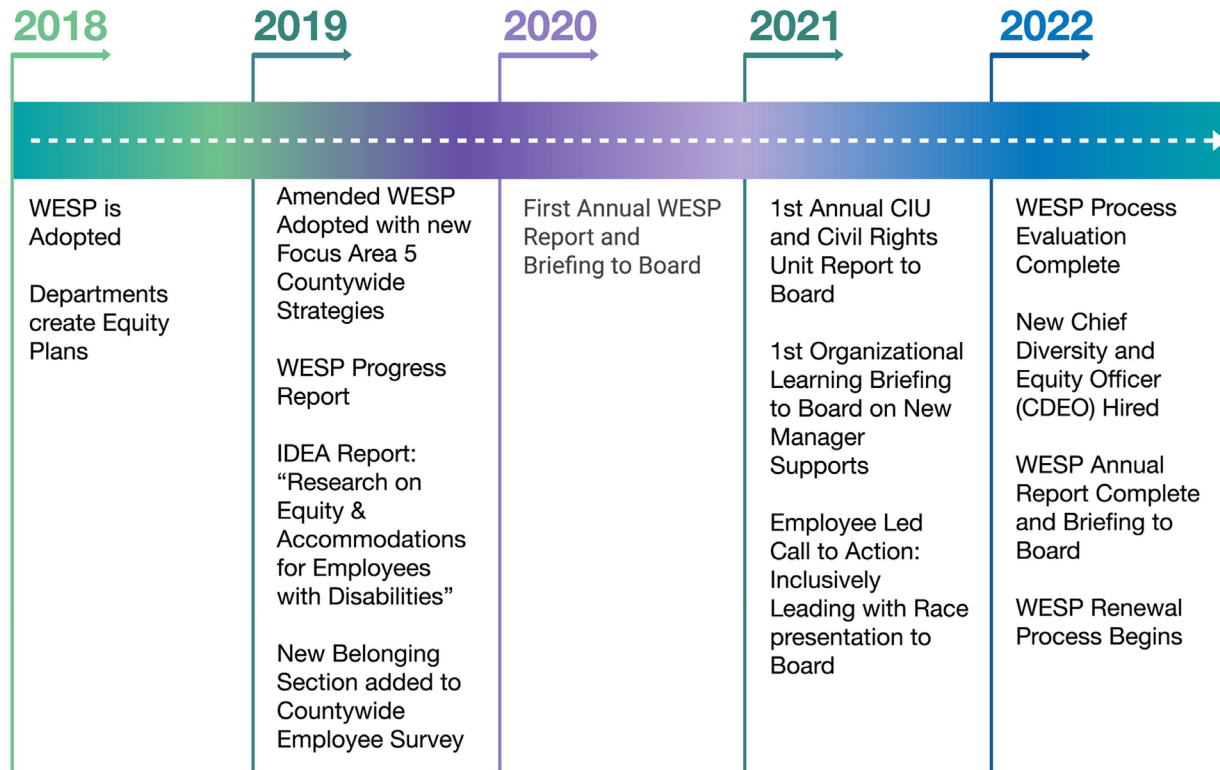 2018
2019
2020
2021
2022
WESP is
Adopted
Departments
create Equity
Plans
Amended WESP
Adopted with new
Focus Area 5
Countywide
Strategies
WESP Progress
Report
IDEA Report:
“Research on
Equity &
Accommodations
for Employees
with Disabilities”
New Belonging
Section added to
Countywide
Employee Survey
First Annual WESP
Report and
Briefing to Board
1st Annual CIU
and Civil Rights
Unit Report to
Board
1st Organizational
Learning Briefing
to Board on New
Manager
Supports
Employee Led
Call to Action:
Inclusively
Leading with Race
presentation to
Board
WESP Process
Evaluation
Complete
New Chief
Diversity and
Equity Officer
(CDEO) Hired
WESP Annual
Report Complete
and Briefing to
Board
WESP Renewal
Process Begins